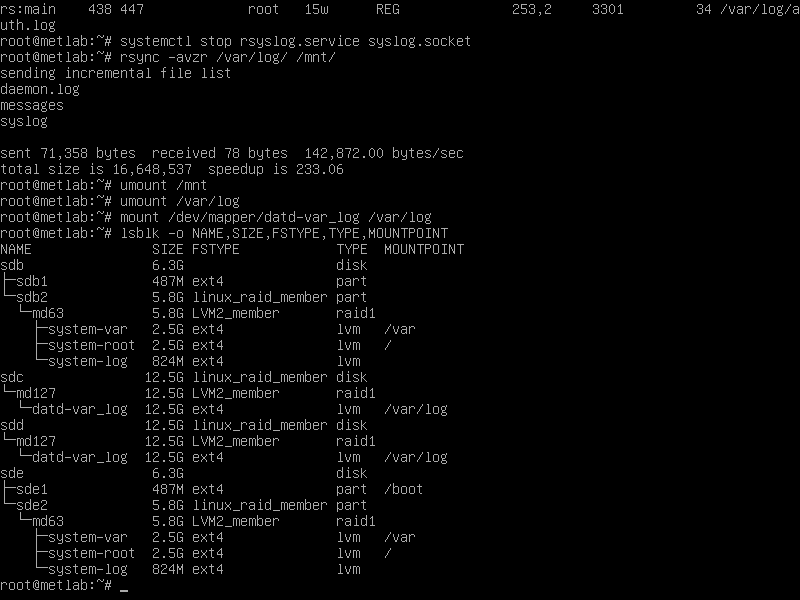 rs:main    438 447             root   15w      REG              253,2     3301         34 /var/log/a
uth.log
root@metlab:~# systemctl stop rsyslog.service syslog.socket
root@metlab:~# rsync -avzr /var/log/ /mnt/
sending incremental file list
daemon.log
messages
syslog

sent 71,358 bytes  received 78 bytes  142,872.00 bytes/sec
total size is 16,648,537  speedup is 233.06
root@metlab:~# umount /mnt
root@metlab:~# umount /var/log
root@metlab:~# mount /dev/mapper/datd-var_log /var/log
root@metlab:~# lsblk -o NAME,SIZE,FSTYPE,TYPE,MOUNTPOINT
NAME               SIZE FSTYPE            TYPE  MOUNTPOINT
sdb                6.3G                   disk
├─sdb1             487M ext4              part
└─sdb2             5.8G linux_raid_member part
  └─md63           5.8G LVM2_member       raid1
    ├─system-var   2.5G ext4              lvm   /var
    ├─system-root  2.5G ext4              lvm   /
    └─system-log   824M ext4              lvm
sdc               12.5G linux_raid_member disk
└─md127           12.5G LVM2_member       raid1
  └─datd-var_log  12.5G ext4              lvm   /var/log
sdd               12.5G linux_raid_member disk
└─md127           12.5G LVM2_member       raid1
  └─datd-var_log  12.5G ext4              lvm   /var/log
sde                6.3G                   disk
├─sde1             487M ext4              part  /boot
└─sde2             5.8G linux_raid_member part
  └─md63           5.8G LVM2_member       raid1
    ├─system-var   2.5G ext4              lvm   /var
    ├─system-root  2.5G ext4              lvm   /
    └─system-log   824M ext4              lvm
root@metlab:~# _